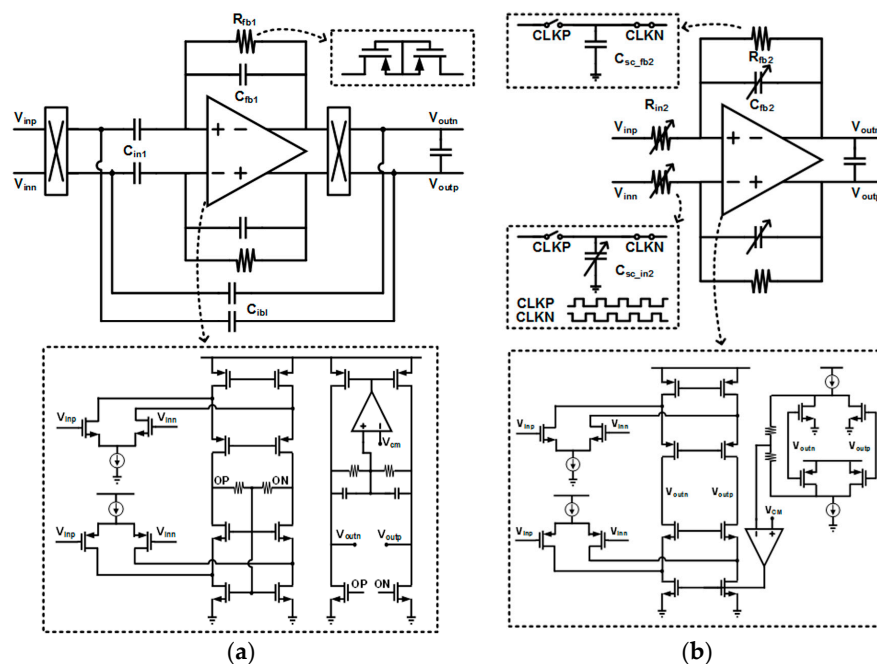 Rfb1
Cfb1
Vinp
Vinn
Cin1
+ −
− +
Voutn
Voutp
Cibl
Vinp
Vinn
+ −
Vcm
OP
ON
Voutn
Voutp
Vinp
Vinn
OP
ON
(a)
CLKP
CLKN
Csc_fb2
Rfb2
Cfb2
Rin2
Vinp
Vinn
+ −
− +
Voutn
Voutp
CLKP
CLKN
Csc_in2
CLKP
CLKN
Vinp
Vinn
Voutn
Voutp
Voutn
Voutp
Vinp
Vinn
VCM
− +
(b)